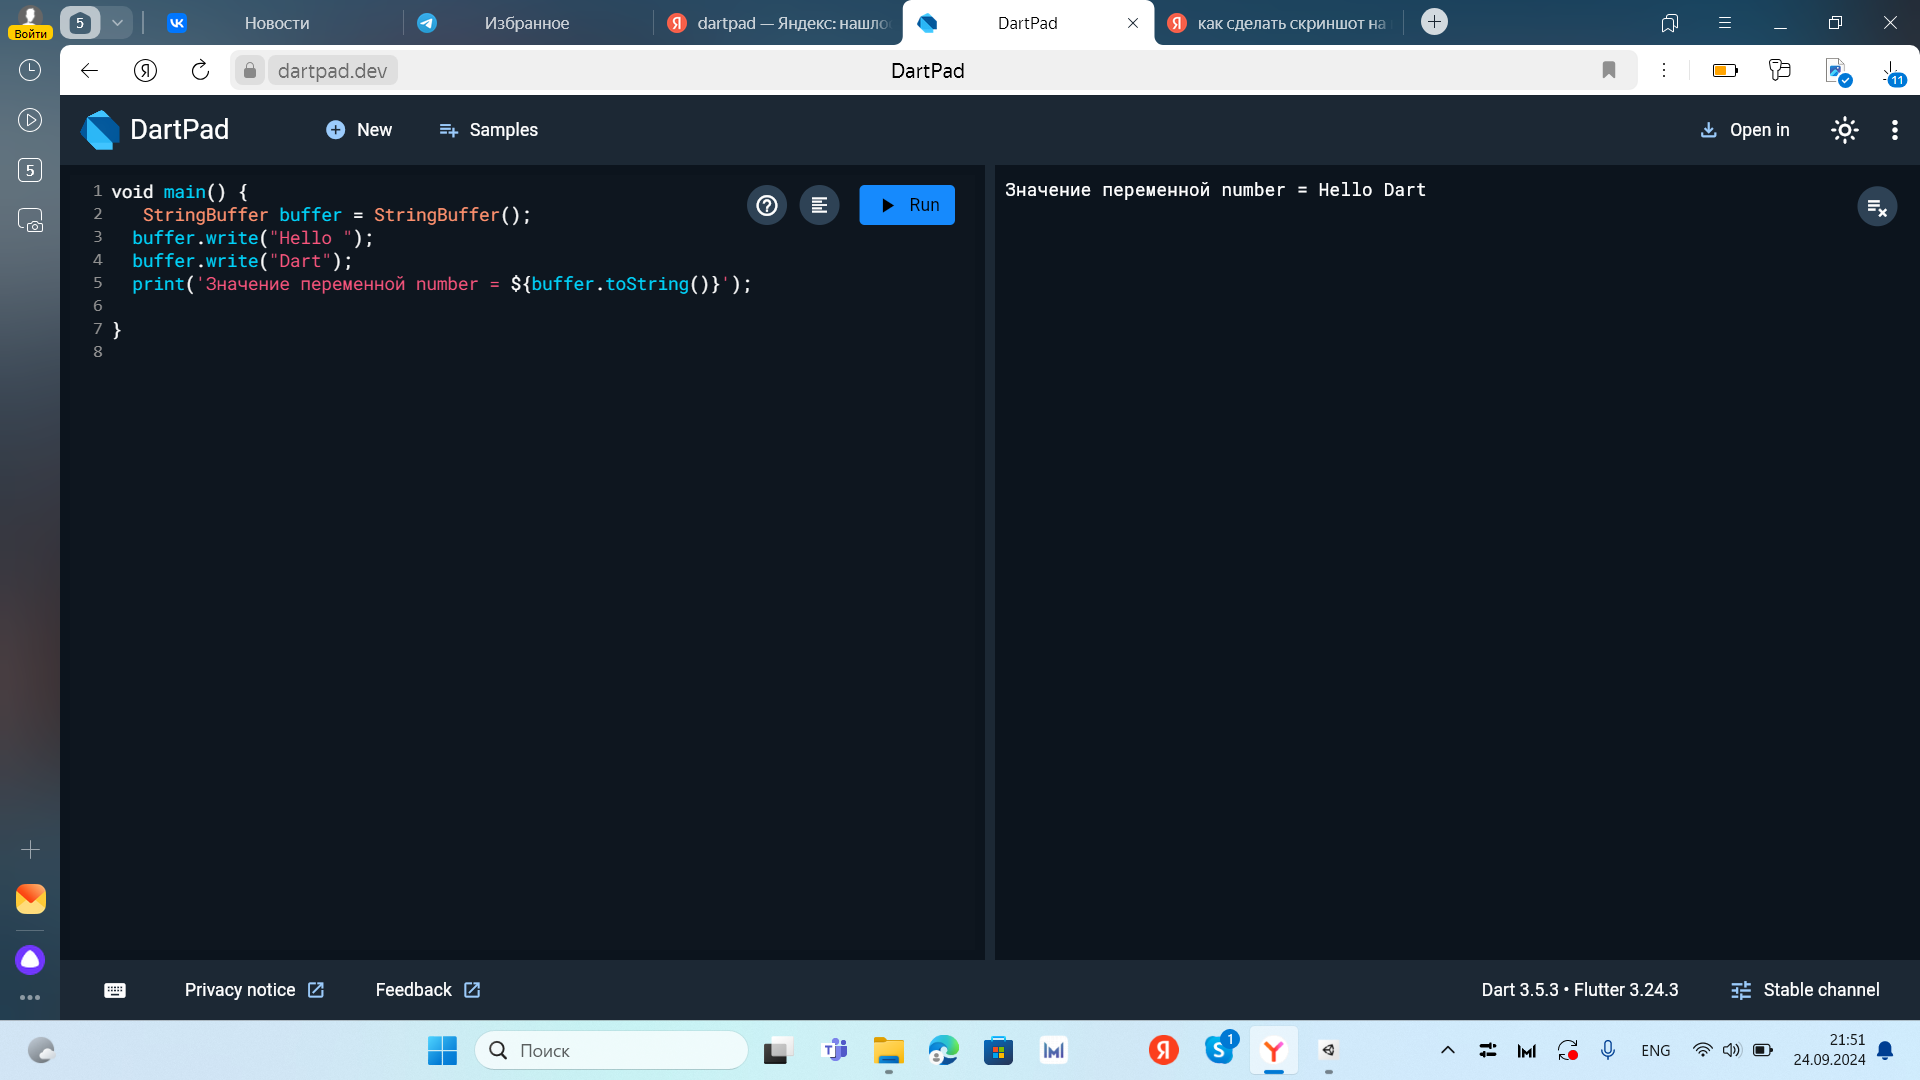 Войти
5
Новости
Избранное
dartpad — Яндекс: нашло
DartPad
как сделать скриншот на
dartpad.dev
DartPad
11
5
DartPad
New
Samples
Open in
1 void main() {
2 StringBuffer buffer = StringBuffer();
3 buffer.write("Hello ");
4 buffer.write("Dart");
5 print('Значение переменной number = ${buffer.toString()}');
6
7 }
8
Run
Значение переменной number = Hello Dart
Privacy notice
Feedback
Dart 3.5.3 • Flutter 3.24.3
Stable channel
Поиск
1
ENG
21:51
24.09.2024